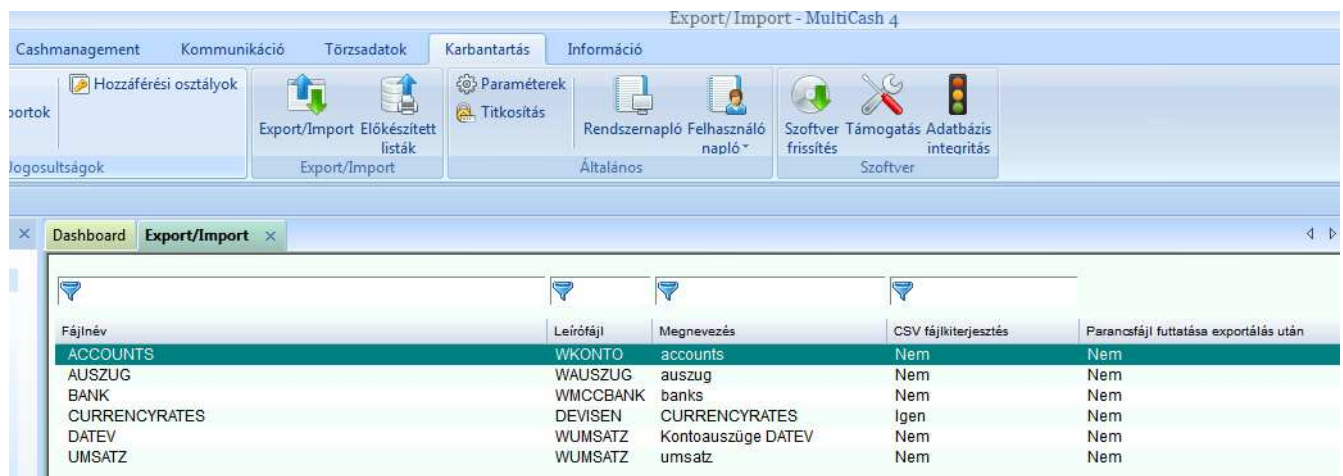 Export/Import - MultiCash 4
Cashmanagement Kommunikáció Törzsadatok Karbantartás Információ
Hozzáférési osztályok
portok
Jogosultságok
Export/Import
Előkészített listák
Export/Import
Paraméterek
Titkosítás
Rendszernapló
Felhasználó napló
Általános
Szoftver frissítés
Támogatás
Adatbázis integritás
Szoftver
Dashboard Export/Import
Fájlnév Leírófájl Megnevezés CSV fájlkiterjesztés Parancsfájl futtatása exportálás után
ACCOUNTS WKONTO accounts Nem Nem
AUSZUG WAUSZUG auszug Nem Nem
BANK WMCCBANK banks Nem Nem
CURRENCYRATES DEVISEN CURRENCYRATES Igen Nem
DATEV WUMSATZ Kontoauszüge DATEV Nem Nem
UMSATZ WUMSATZ umsatz Nem Nem